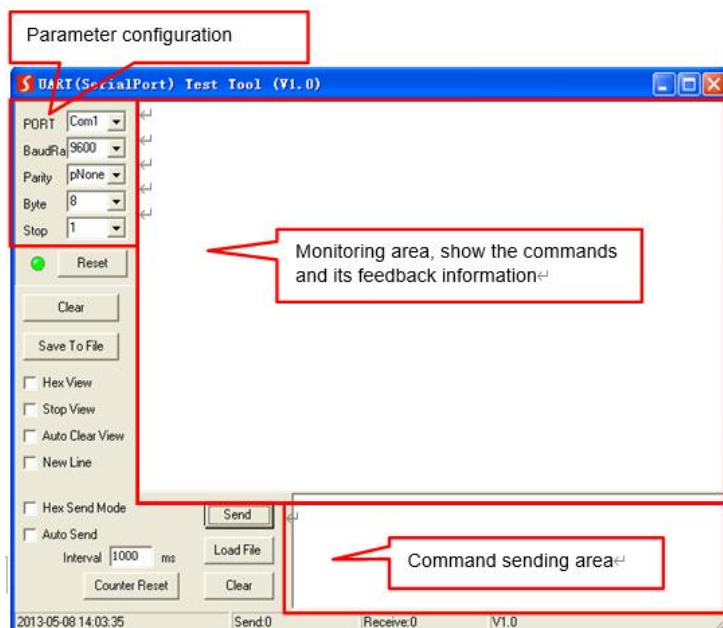 Parameter configuration
UART(SerialPort) Test Tool (V1.0)
PORT Com1
BaudRa 9600
Parity pNone
Byte 8
Stop 1
Reset
Monitoring area, show the commands
and its feedback information↵
Clear
Save To File
Hex View
Stop View
Auto Clear View
New Line
Hex Send Mode
Send
Auto Send
Interval 1000 ms
Load File
Command sending area↵
Counter Reset
Clear
2013-05-08 14:03:35 Send:0 Receive:0 V1.0